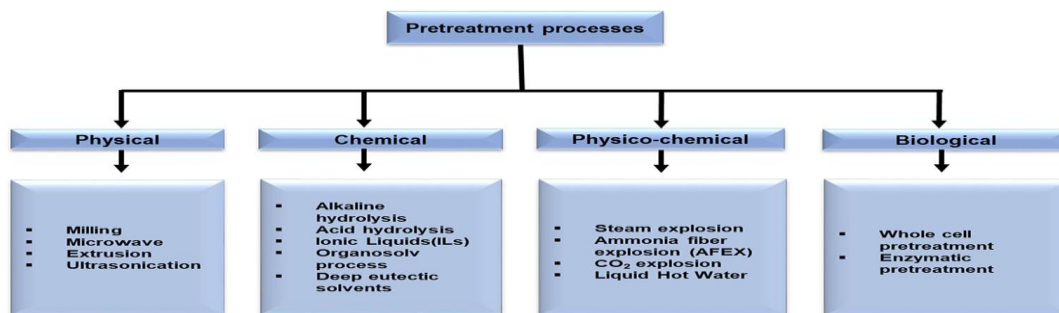 Pretreatment processes
Physical
Chemical
Physico-chemical
Biological
▪ Milling
▪ Microwave
▪ Extrusion
▪ Ultrasonication
▪ Alkaline
hydrolysis
▪ Acid hydrolysis
▪ Ionic Liquids(ILs)
▪ Organosolv
process
▪ Deep eutectic
solvents
▪ Steam explosion
▪ Ammonia fiber
explosion (AFEX)
▪ CO₂ explosion
▪ Liquid Hot Water
▪ Whole cell
pretreatment
▪ Enzymatic
pretreatment